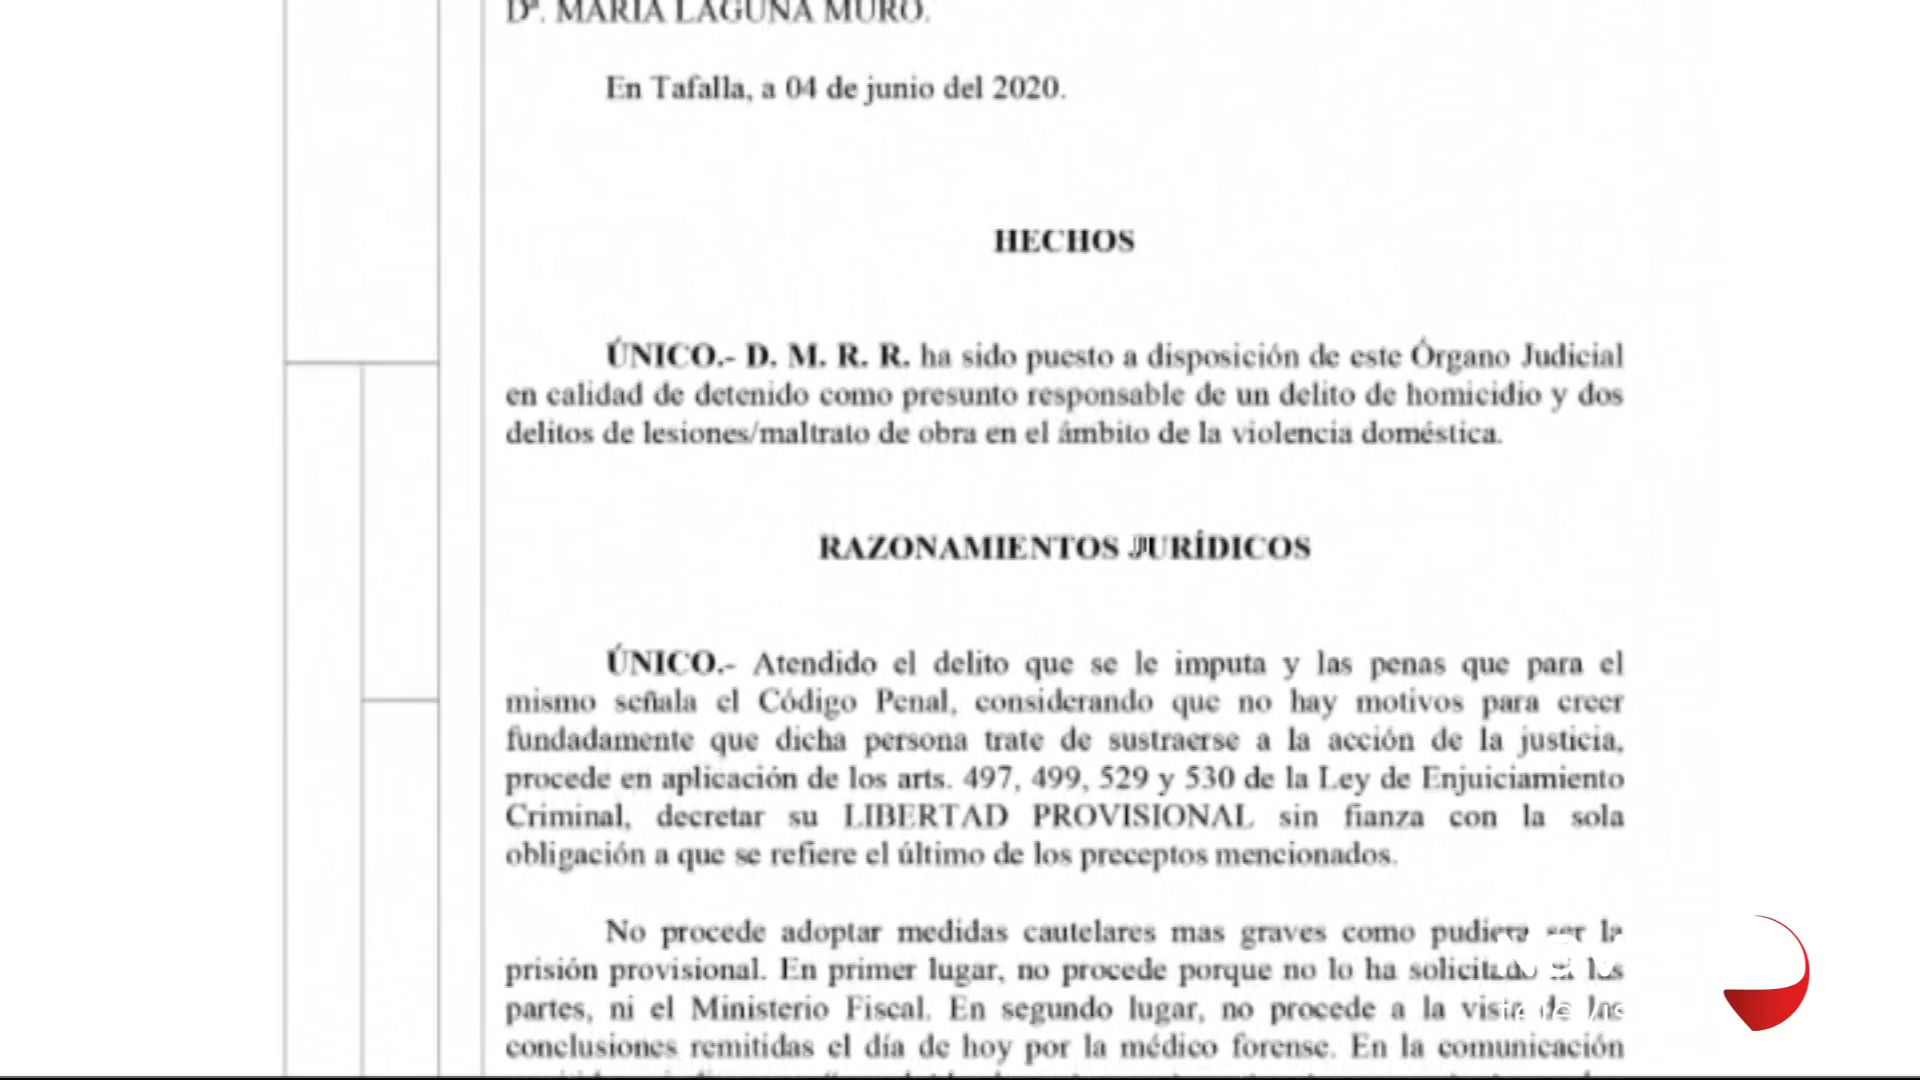 Dª. MARÍA LAGUNA MURO.
En Tafalla, a 04 de junio del 2020.
HECHOS
ÚNICO.- D. M. R. R. ha sido puesto a disposición de este Órgano Judicial
en calidad de detenido como presunto responsable de un delito de homicidio y dos
delitos de lesiones/maltrato de obra en el ámbito de la violencia doméstica.
RAZONAMIENTOS JURÍDICOS
ÚNICO.- Atendido el delito que se le imputa y las penas que para el
mismo señala el Código Penal, considerando que no hay motivos para creer
fundadamente que dicha persona trate de sustraerse a la acción de la justicia,
procede en aplicación de los arts. 497, 499, 529 y 530 de la Ley de Enjuiciamiento
Criminal, decretar su LIBERTAD PROVISIONAL sin fianza con la sola
obligación a que se refiere el último de los preceptos mencionados.
No procede adoptar medidas cautelares mas graves como pudiera ser la
prisión provisional. En primer lugar, no procede porque no lo ha solicitado ni las
partes, ni el Ministerio Fiscal. En segundo lugar, no procede a la vista de las
conclusiones remitidas el día de hoy por la médico forense. En la comunicación